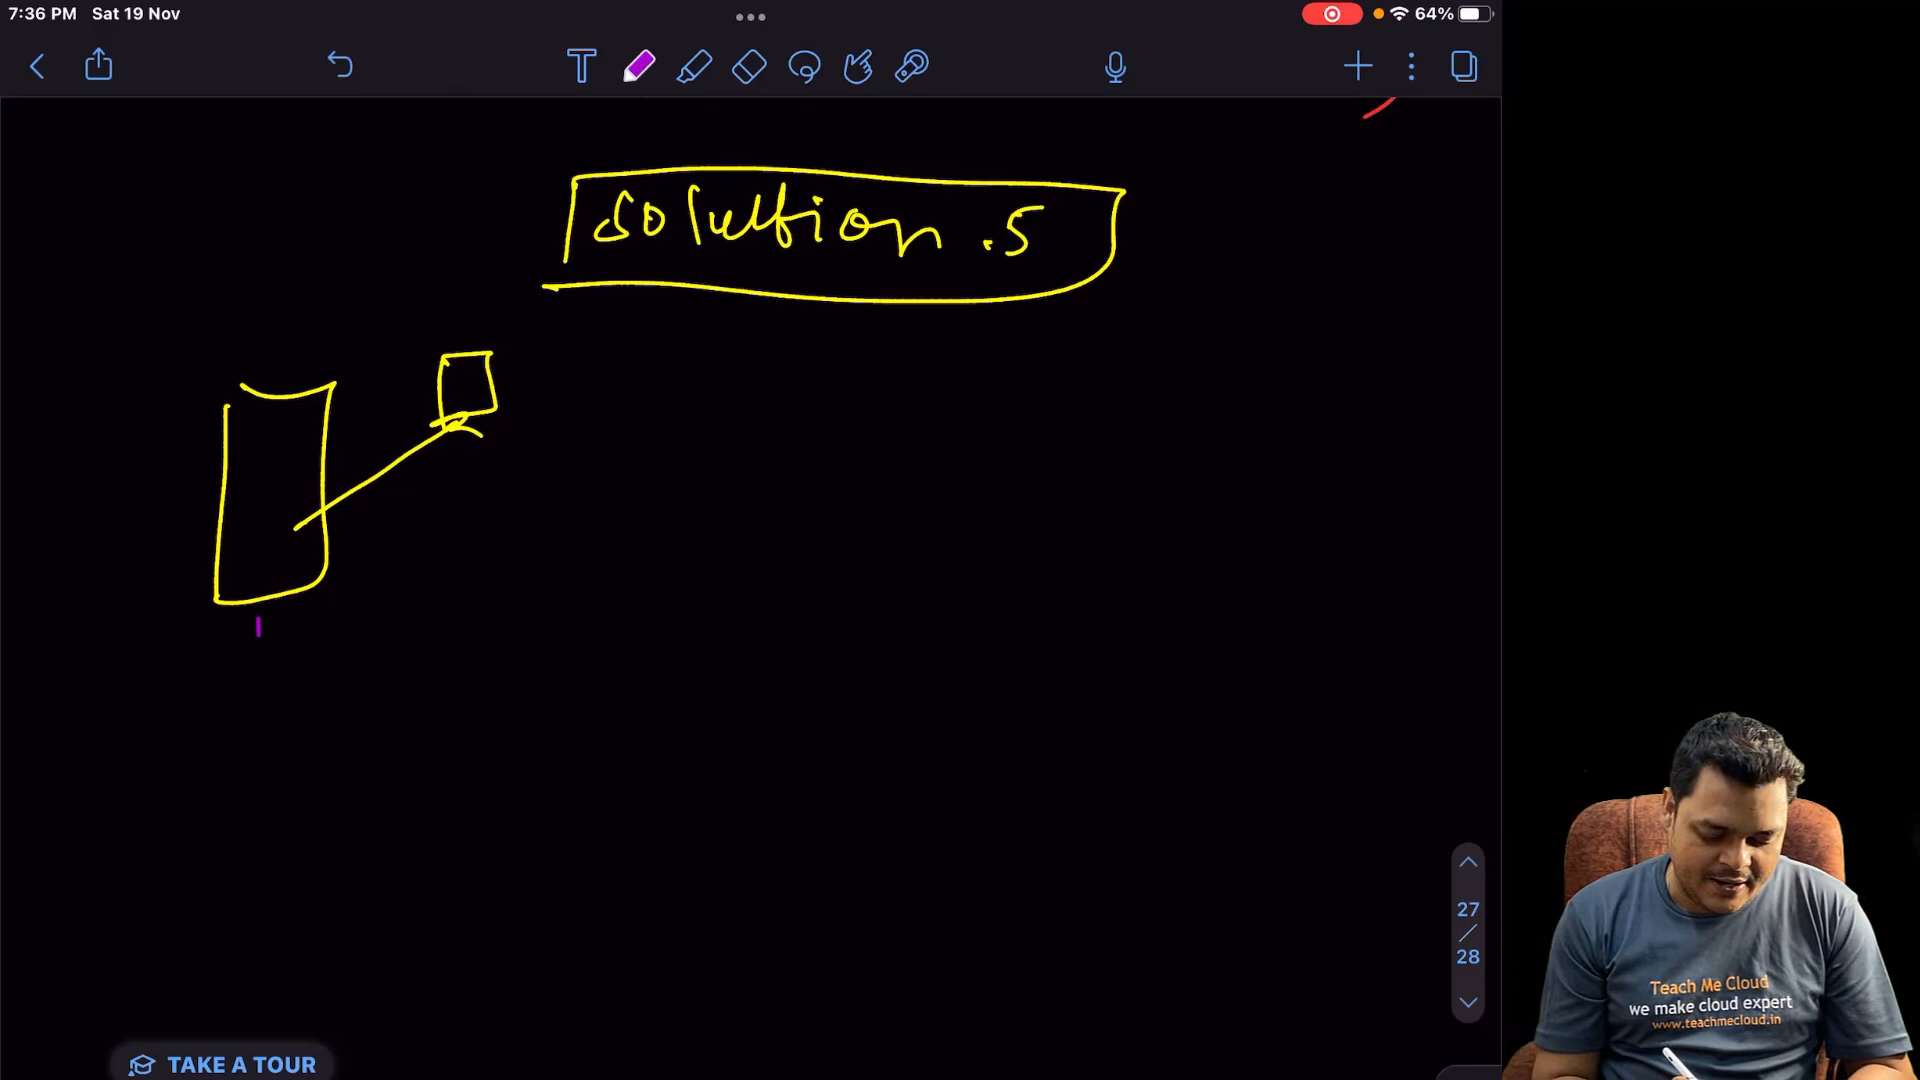 7:36 PM Sat 19 Nov
64%
T
solution .5
27
/
28
TAKE A TOUR
Teach Me Cloud
we make cloud expert
www.teachmecloud.in